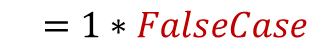 = 1 * FalseCase